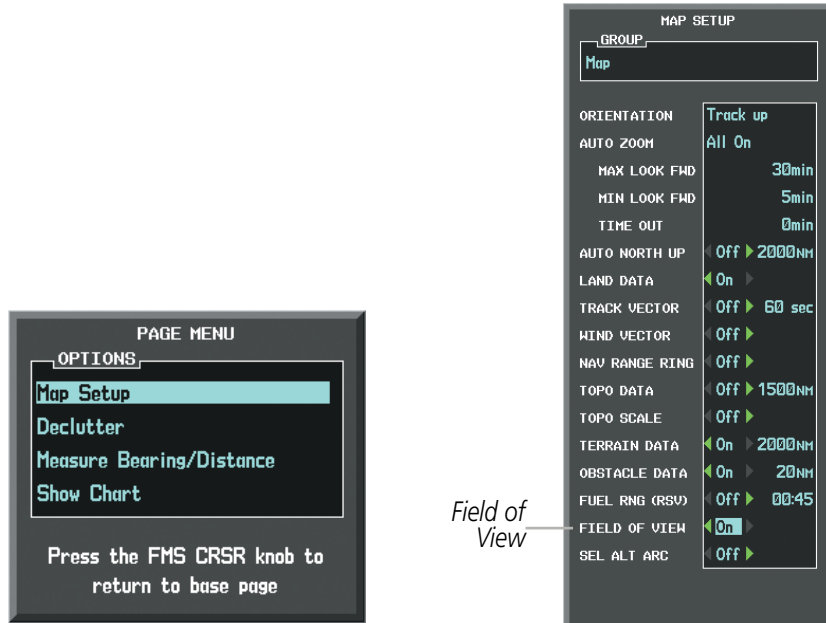 PAGE MENU
OPTIONS
Map Setup
Declutter
Measure Bearing/Distance
Show Chart
Press the FMS CRSR knob to
return to base page
MAP SETUP
GROUP
Map
ORIENTATION Track up
AUTO ZOOM All On
MAX LOOK FWD 30min
MIN LOOK FWD 5min
TIME OUT 0min
AUTO NORTH UP Off 2000NM
LAND DATA On
TRACK VECTOR Off 60 sec
WIND VECTOR Off
NAV RANGE RING Off
TOPO DATA Off 1500NM
TOPO SCALE Off
TERRAIN DATA On 2000NM
OBSTACLE DATA On 20NM
FUEL RNG (RSV) Off 00:45
FIELD OF VIEW On
SEL ALT ARC Off
Field of
View